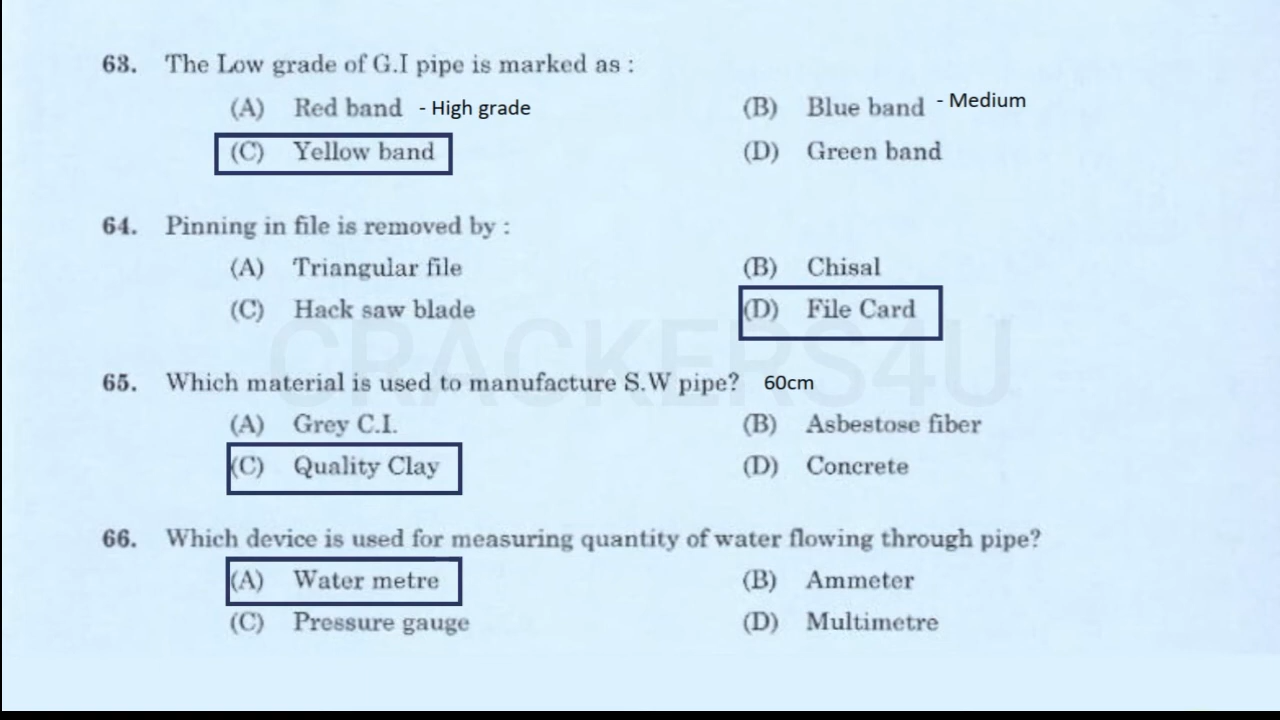 63. The Low grade of G.I pipe is marked as :
(A) Red band - High grade (B) Blue band - Medium
(C) Yellow band (D) Green band
64. Pinning in file is removed by :
(A) Triangular file (B) Chisal
(C) Hack saw blade (D) File Card
CRACKERS4U
65. Which material is used to manufacture S.W pipe? 60cm
(A) Grey C.I. (B) Asbestose fiber
(C) Quality Clay (D) Concrete
66. Which device is used for measuring quantity of water flowing through pipe?
(A) Water metre (B) Ammeter
(C) Pressure gauge (D) Multimetre